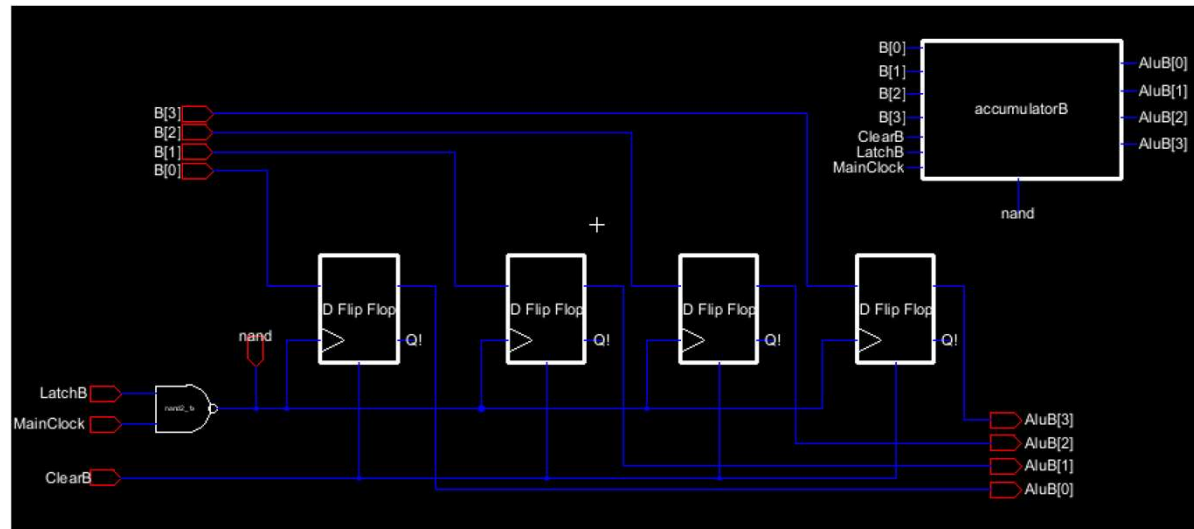 B[0]
B[1]
B[2]
B[3]
ClearB
LatchB
MainClock
accumulatorB
AluB[0]
AluB[1]
AluB[2]
AluB[3]
nand
B[3]
B[2]
B[1]
B[0]
D Flip Flop
Q!
D Flip Flop
Q!
D Flip Flop
Q!
D Flip Flop
Q!
nand
LatchB
MainClock
ClearB
AluB[3]
AluB[2]
AluB[1]
AluB[0]